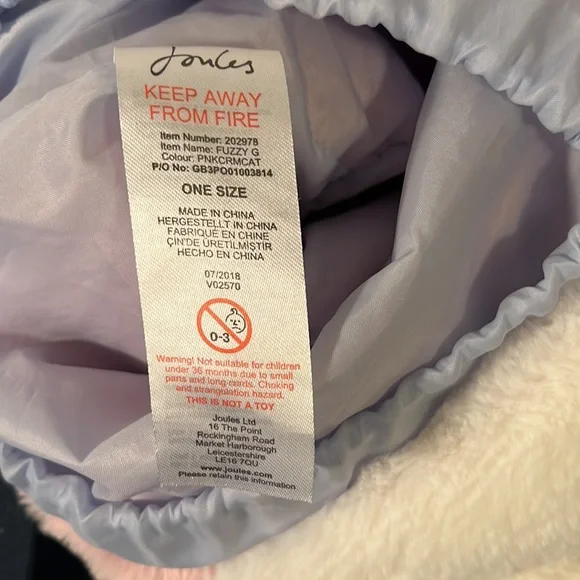 Joules
KEEP AWAY
FROM FIRE
Item Number: 202978
Item Name: FUZZY G
Colour: PNKCRMCAT
P/O No: GB3PO01003814
ONE SIZE
MADE IN CHINA
HERGESTELLT IN CHINA
FABRIQUÉ EN CHINE
ÇIN'DE ÜRETİLMİŞTİR
HECHO EN CHINA
07/2018
V02570
0-3
Warning! Not suitable for children
under 36 months due to small
parts and long cords. Choking
and strangulation hazard.
THIS IS NOT A TOY
Joules Ltd
16 The Point
Rockingham Road
Market Harborough
Leicestershire
LE16 7QU
www.joules.com
Please retain this information